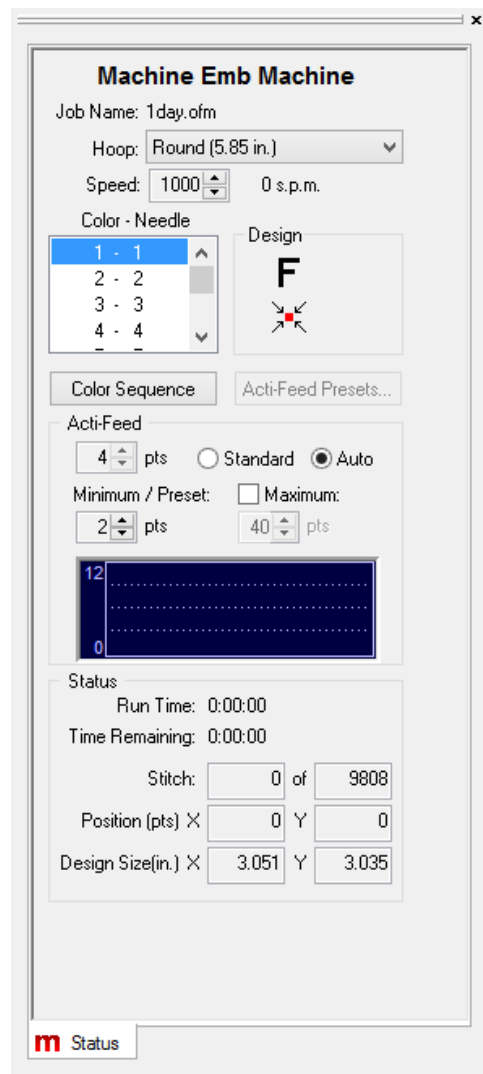 Machine Emb Machine
Job Name: 1day.ofm
Hoop: Round (5.85 in.)
Speed: 1000 0 s.p.m.
Color - Needle
1 - 1
2 - 2
3 - 3
4 - 4
Design
F
Color Sequence Acti-Feed Presets...
Acti-Feed
4 pts Standard Auto
Minimum / Preset: Maximum:
2 pts 40 pts
12
0
Status
Run Time: 0:00:00
Time Remaining: 0:00:00
Stitch: 0 of 9808
Position (pts) X 0 Y 0
Design Size(in.) X 3.051 Y 3.035
m Status